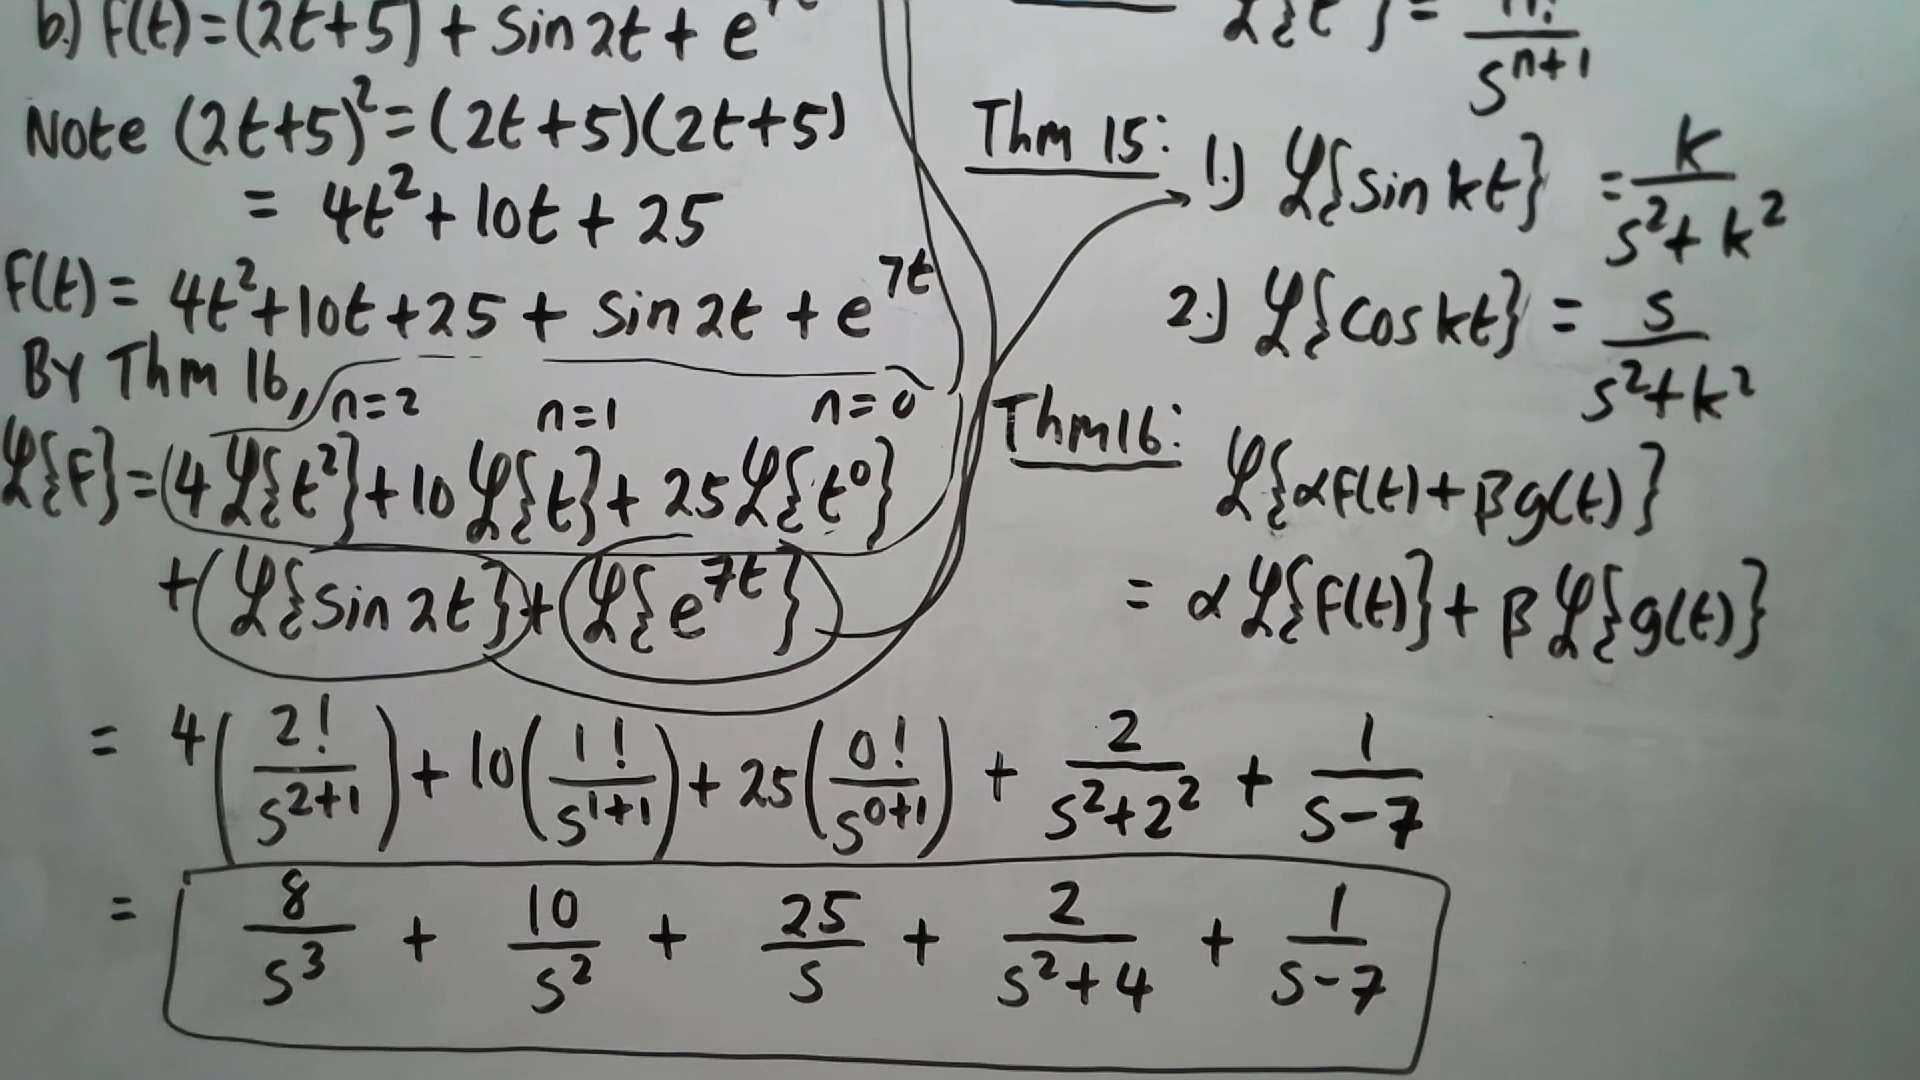 b.) F(t) = (2t+5) + sin 2t + e
Note (2t+5)² = (2t+5)(2t+5)
= 4t² + 10t + 25
F(t) = 4t² + 10t + 25 + sin 2t + e^{7t}
By Thm 16,
n=2 n=1 n=0
ℒ{F} = (4ℒ{t²} + 10ℒ{t} + 25ℒ{t⁰}
+ (ℒ{sin 2t}) + (ℒ{e^{7t}})
= 4(2!/s^{2+1}) + 10(1!/s^{1+1}) + 25(0!/s^{0+1}) + 2/(s²+2²) + 1/(s-7)
= 8/s³ + 10/s² + 25/s + 2/(s²+4) + 1/(s-7)
ℒ{t } = n!/s^{n+1}
Thm 15: 1.) ℒ{sin kt} = k/(s²+k²)
2.) ℒ{cos kt} = s/(s²+k²)
Thm 16:
ℒ{αF(t) + βg(t)}
= αℒ{F(t)} + βℒ{g(t)}